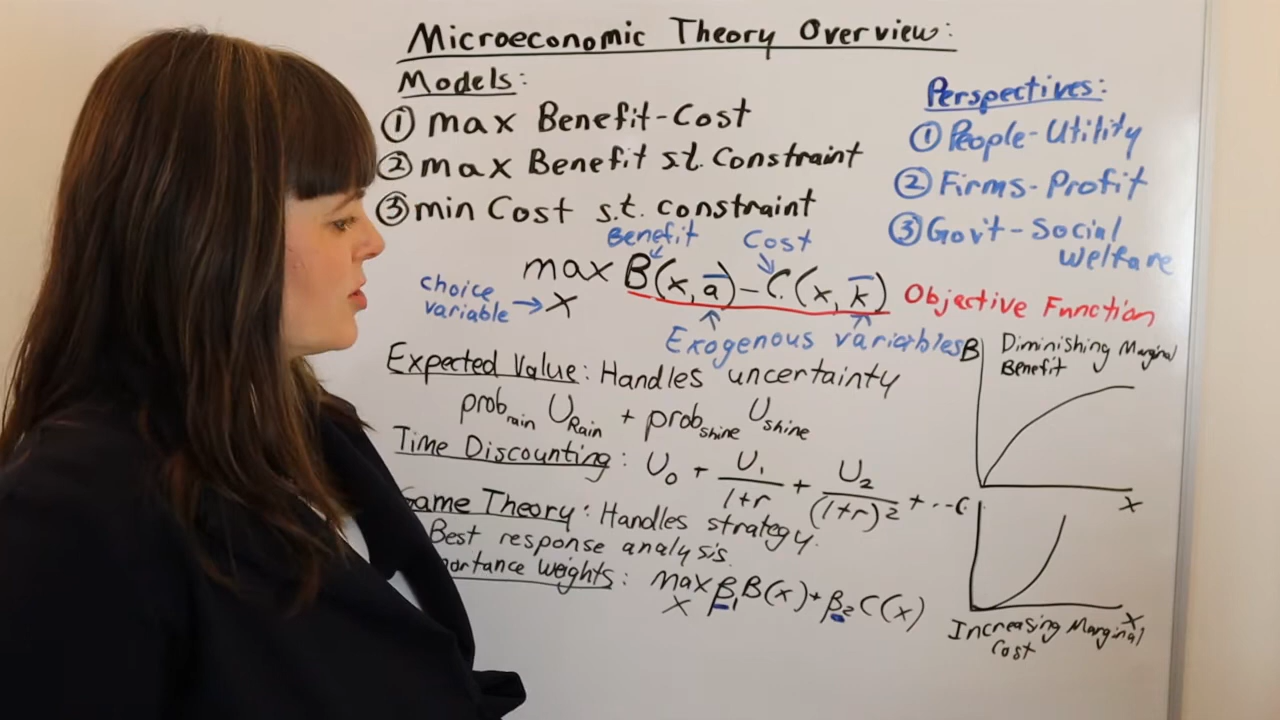 Microeconomic Theory Overview:
Models:
① max Benefit-Cost
② max Benefit s.t. Constraint
③ min Cost s.t. constraint
Perspectives:
① People-Utility
② Firms-Profit
③ Gov't-Social
Welfare
Benefit Cost
max B(x, a̅) - C(x, k̅) Objective Function
x
choice
variable →
Exogenous variables
Expected Value: Handles uncertainty
prob_rain U_Rain + prob_shine U_shine
Time Discounting: U_0 + U_1/(1+r) + U_2/(1+r)^2 + ...
Game Theory: Handles strategy.
Best response analysis.
ortance Weights: max β_1B(x) + β_2C(x)
x
B Diminishing Marginal
Benefit
x
C
x
Increasing Marginal
Cost